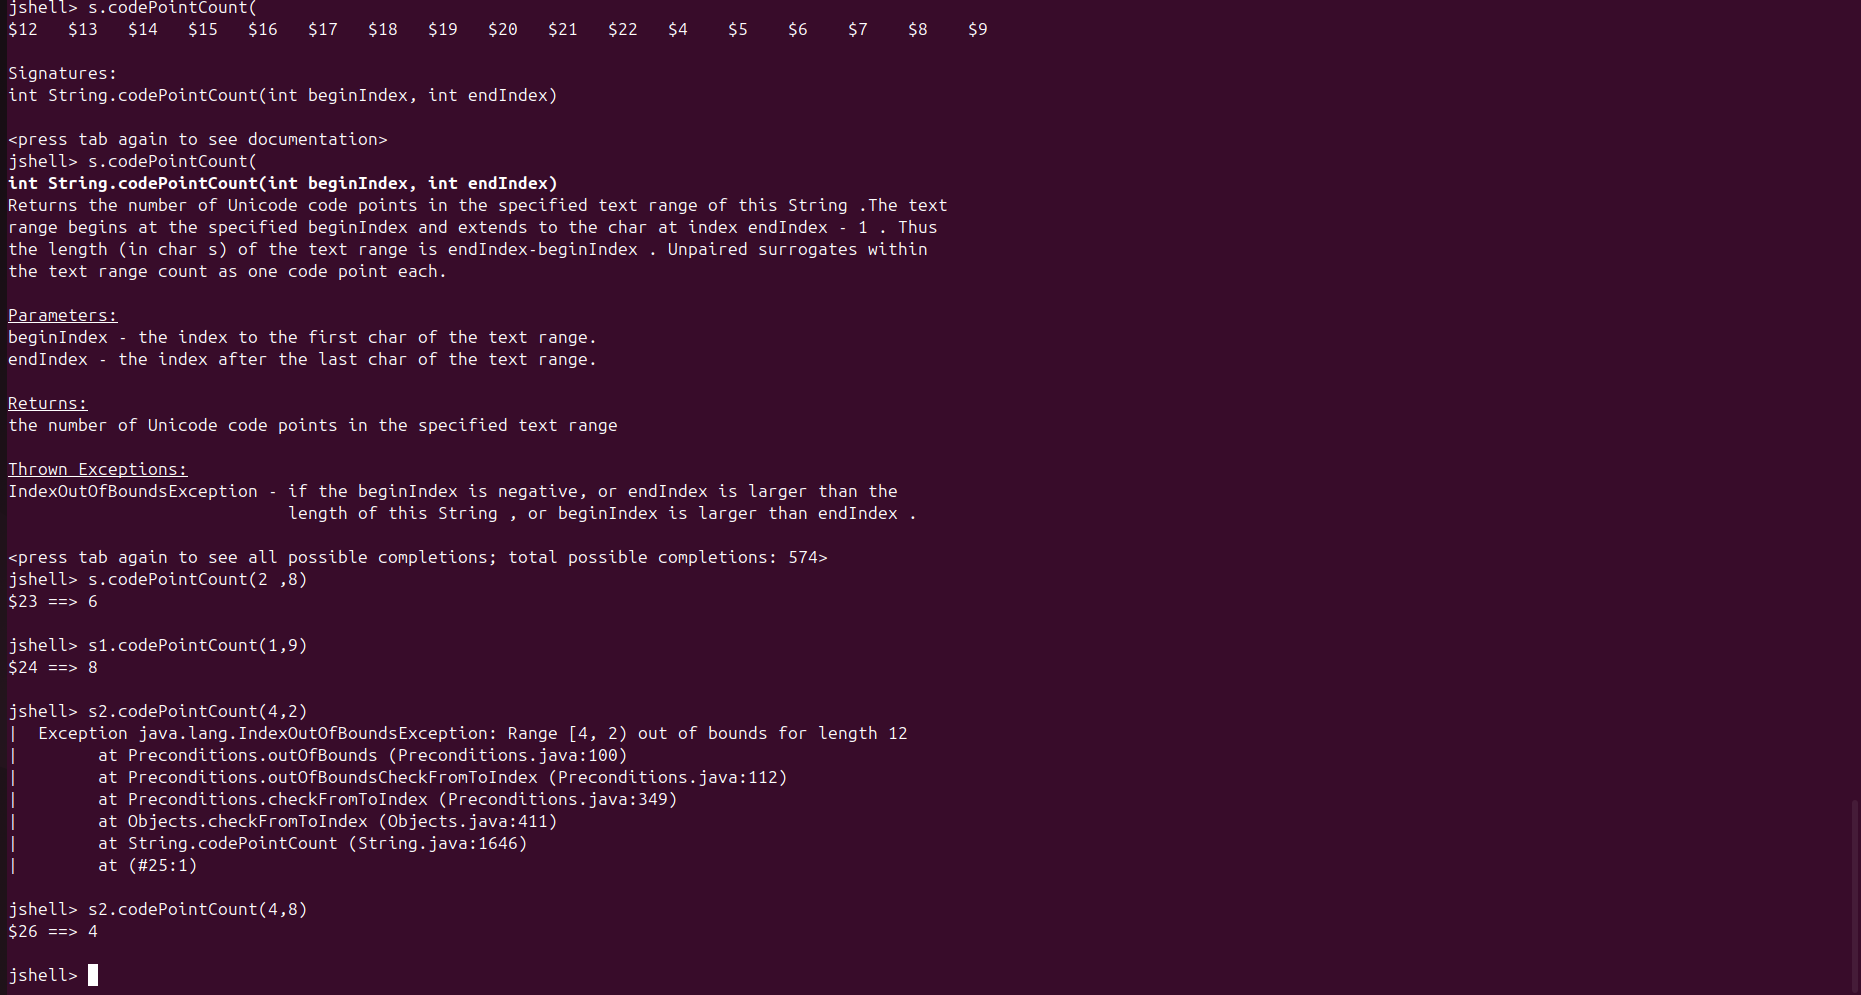 jshell> s.codePointCount(
$12   $13   $14   $15   $16   $17   $18   $19   $20   $21   $22   $4    $5    $6    $7    $8    $9
Signatures:
int String.codePointCount(int beginIndex, int endIndex)
<press tab again to see documentation>
jshell> s.codePointCount(
int String.codePointCount(int beginIndex, int endIndex)
Returns the number of Unicode code points in the specified text range of this String .The text
range begins at the specified beginIndex and extends to the char at index endIndex - 1 . Thus
the length (in char s) of the text range is endIndex-beginIndex . Unpaired surrogates within
the text range count as one code point each.
Parameters:
beginIndex - the index to the first char of the text range.
endIndex - the index after the last char of the text range.
Returns:
the number of Unicode code points in the specified text range
Thrown Exceptions:
IndexOutOfBoundsException - if the beginIndex is negative, or endIndex is larger than the
                            length of this String , or beginIndex is larger than endIndex .
<press tab again to see all possible completions; total possible completions: 574>
jshell> s.codePointCount(2 ,8)
$23 ==> 6
jshell> s1.codePointCount(1,9)
$24 ==> 8
jshell> s2.codePointCount(4,2)
|  Exception java.lang.IndexOutOfBoundsException: Range [4, 2) out of bounds for length 12
|        at Preconditions.outOfBounds (Preconditions.java:100)
|        at Preconditions.outOfBoundsCheckFromToIndex (Preconditions.java:112)
|        at Preconditions.checkFromToIndex (Preconditions.java:349)
|        at Objects.checkFromToIndex (Objects.java:411)
|        at String.codePointCount (String.java:1646)
|        at (#25:1)
jshell> s2.codePointCount(4,8)
$26 ==> 4
jshell>